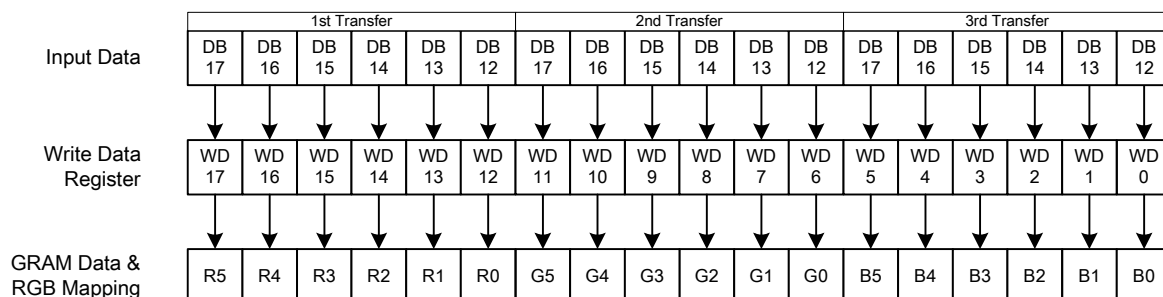 1st Transfer 2nd Transfer 3rd Transfer
Input Data
DB DB DB DB DB DB DB DB DB DB DB DB DB DB DB DB DB DB
17 16 15 14 13 12 17 16 15 14 13 12 17 16 15 14 13 12
Write Data
Register
WD WD WD WD WD WD WD WD WD WD WD WD WD WD WD WD WD WD
17 16 15 14 13 12 11 10 9 8 7 6 5 4 3 2 1 0
GRAM Data &
RGB Mapping
R5 R4 R3 R2 R1 R0 G5 G4 G3 G2 G1 G0 B5 B4 B3 B2 B1 B0